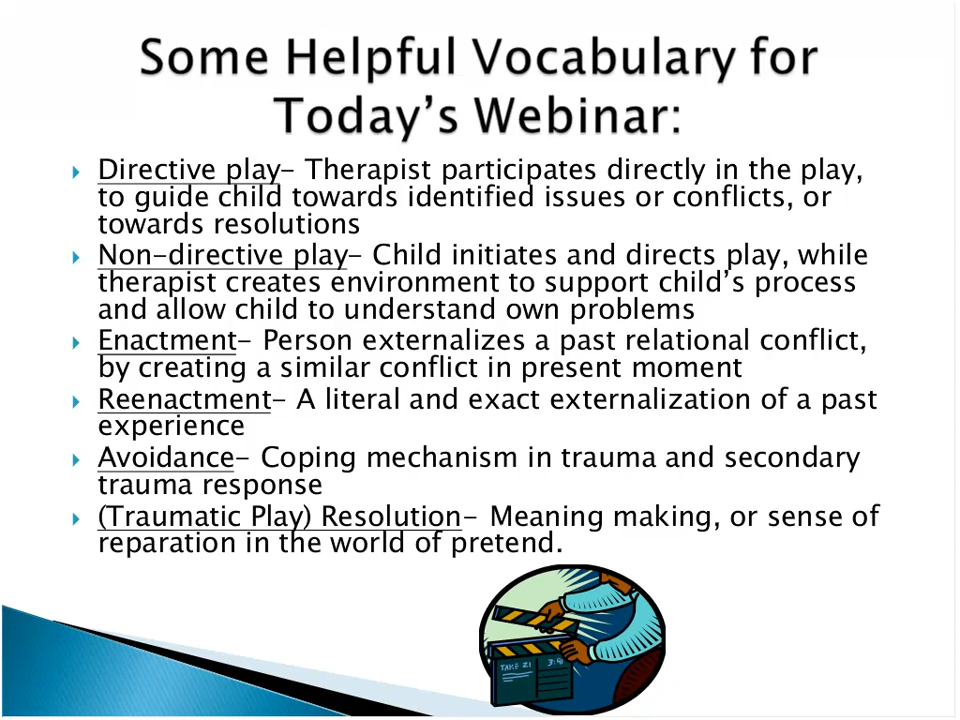 Some Helpful Vocabulary for
Today's Webinar:
Directive play- Therapist participates directly in the play,
to guide child towards identified issues or conflicts, or
towards resolutions
Non-directive play- Child initiates and directs play, while
therapist creates environment to support child's process
and allow child to understand own problems
Enactment- Person externalizes a past relational conflict,
by creating a similar conflict in present moment
Reenactment- A literal and exact externalization of a past
experience
Avoidance- Coping mechanism in trauma and secondary
trauma response
(Traumatic Play) Resolution- Meaning making, or sense of
reparation in the world of pretend.